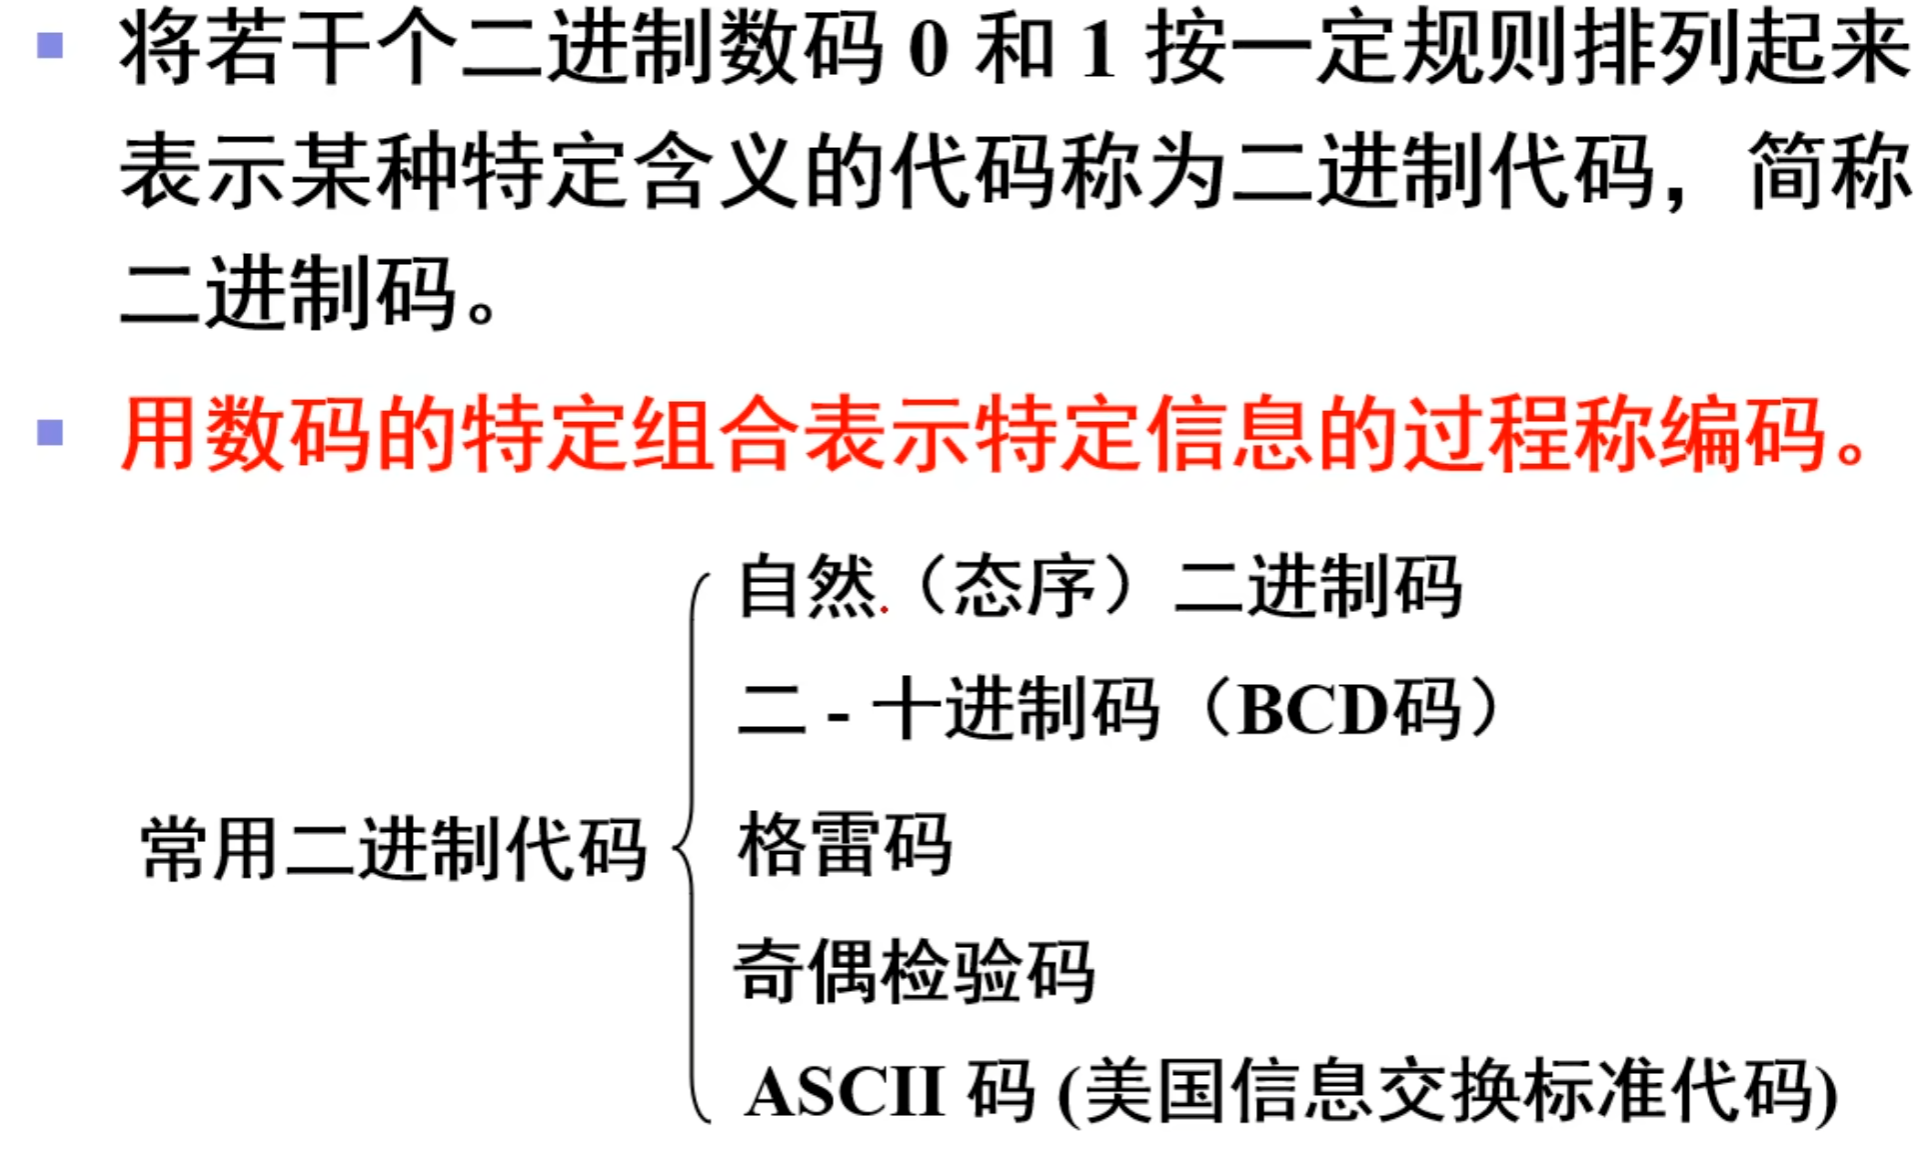 将若干个二进制数码 0 和 1 按一定规则排列起来
表示某种特定含义的代码称为二进制代码，简称
二进制码。
用数码的特定组合表示特定信息的过程称编码。
自然（态序）二进制码
二 - 十进制码（BCD码）
常用二进制代码
格雷码
奇偶检验码
ASCII 码 (美国信息交换标准代码)